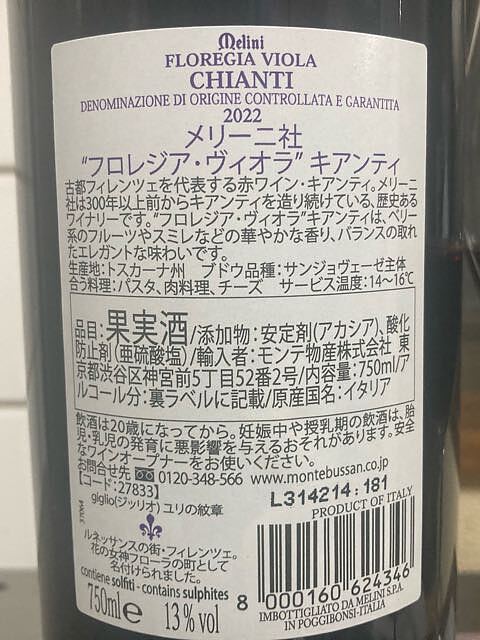 Melini
FLOREGIA VIOLA
CHIANTI
DENOMINAZIONE DI ORIGINE CONTROLLATA E GARANTITA
2022
メリーニ社
“フロレジア・ヴィオラ” キアンティ
古都フィレンツェを代表する赤ワイン・キアンティ。メリーニ
社は300年以上前からキアンティを造り続けている、歴史ある
ワイナリーです。“フロレジア・ヴィオラ”キアンティは、ベリー
系のフルーツやスミレなどの華やかな香り、バランスの取れ
たエレガントな味わいです。
生産地:トスカーナ州 ブドウ品種:サンジョヴェーゼ主体
合う料理:パスタ、肉料理、チーズ サービス温度:14~16℃
品目:果実酒/添加物:安定剤(アカシア)、酸化
防止剤(亜硫酸塩)/輸入者:モンテ物産株式会社 東
京都渋谷区神宮前5丁目52番2号/内容量:750ml/ア
ルコール分:裏ラベルに記載/原産国名:イタリア
飲酒は20歳になってから。妊娠中や授乳期の飲酒は、胎
児・乳児の発育に悪影響を与えるおそれがあります。安全
なワインオープナーをお使いください。
お問合せ先 0120-348-566 www.montebussan.co.jp
【コード:27833】
L314214:181
giglio(ジッリオ) ユリの紋章
PRODUCT OF ITALY
ルネッサンスの街・フィレンツェ。
花の女神フローラの町として
名付けられました。
contiene solfiti - contains sulphites
750ml e 13% vol
8 000160 624346
IMBOTTIGLIATO DA MELINI S.P.A.
IN POGGIBONSI-ITALIA